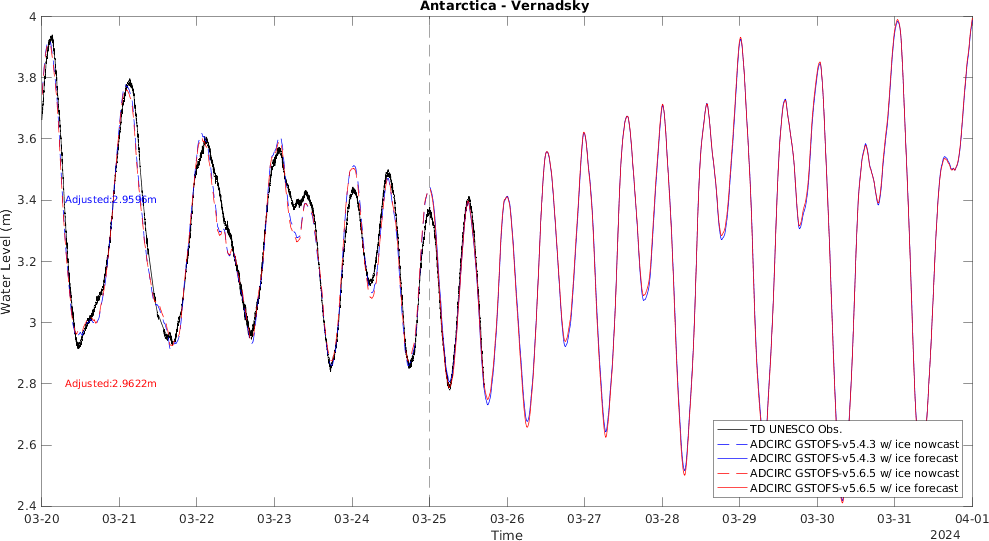 Antarctica - Vernadsky
4
3.8
3.6
3.4
3.2
3
2.8
2.6
2.4
Water Level (m)
Adjusted:2.9596m
Adjusted:2.9622m
TD UNESCO Obs.
ADCIRC GSTOFS-v5.4.3 w/ ice nowcast
ADCIRC GSTOFS-v5.4.3 w/ ice forecast
ADCIRC GSTOFS-v5.6.5 w/ ice nowcast
ADCIRC GSTOFS-v5.6.5 w/ ice forecast
03-20 03-21 03-22 03-23 03-24 03-25 03-26 03-27 03-28 03-29 03-30 03-31 04-01
Time
2024